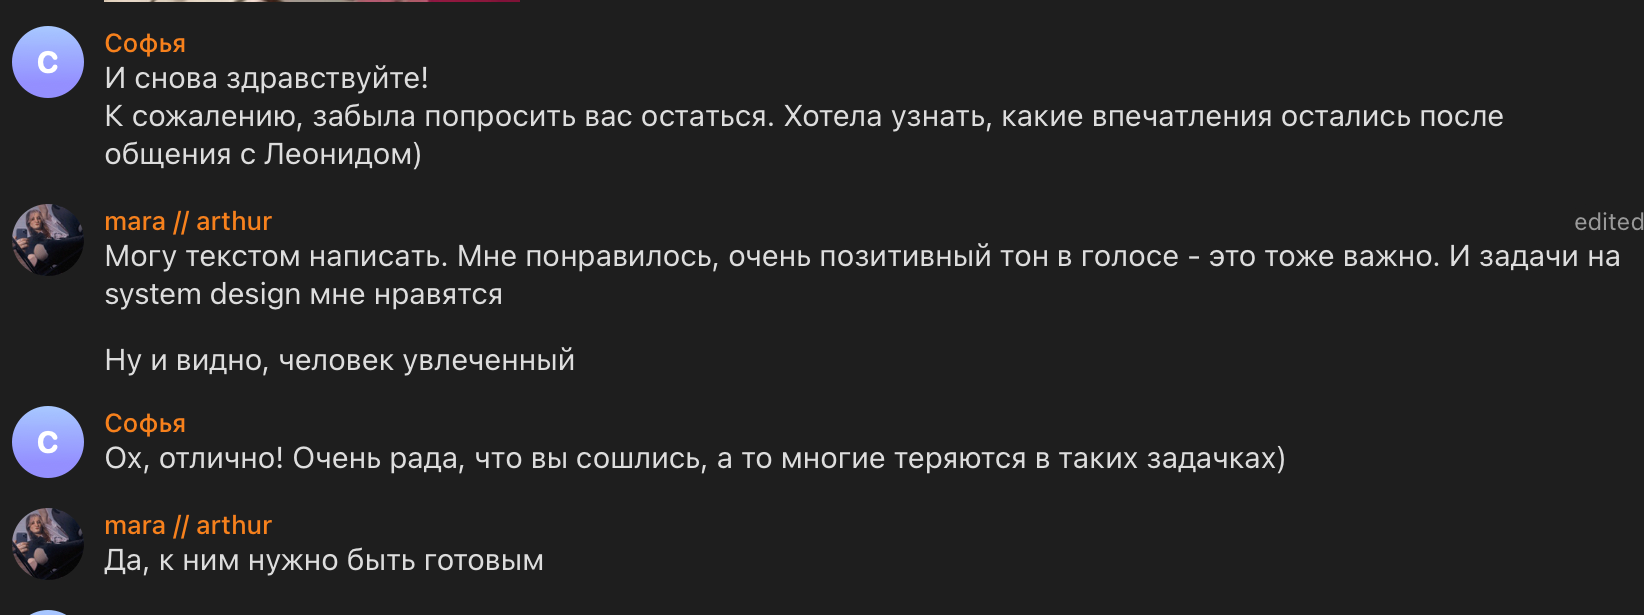 Софья
С
И снова здравствуйте!
К сожалению, забыла попросить вас остаться. Хотела узнать, какие впечатления остались после
общения с Леонидом)
mara // arthur
edited
Могу текстом написать. Мне понравилось, очень позитивный тон в голосе - это тоже важно. И задачи на
system design мне нравятся
Ну и видно, человек увлеченный
Софья
С
Ох, отлично! Очень рада, что вы сошлись, а то многие теряются в таких задачках)
mara // arthur
Да, к ним нужно быть готовым